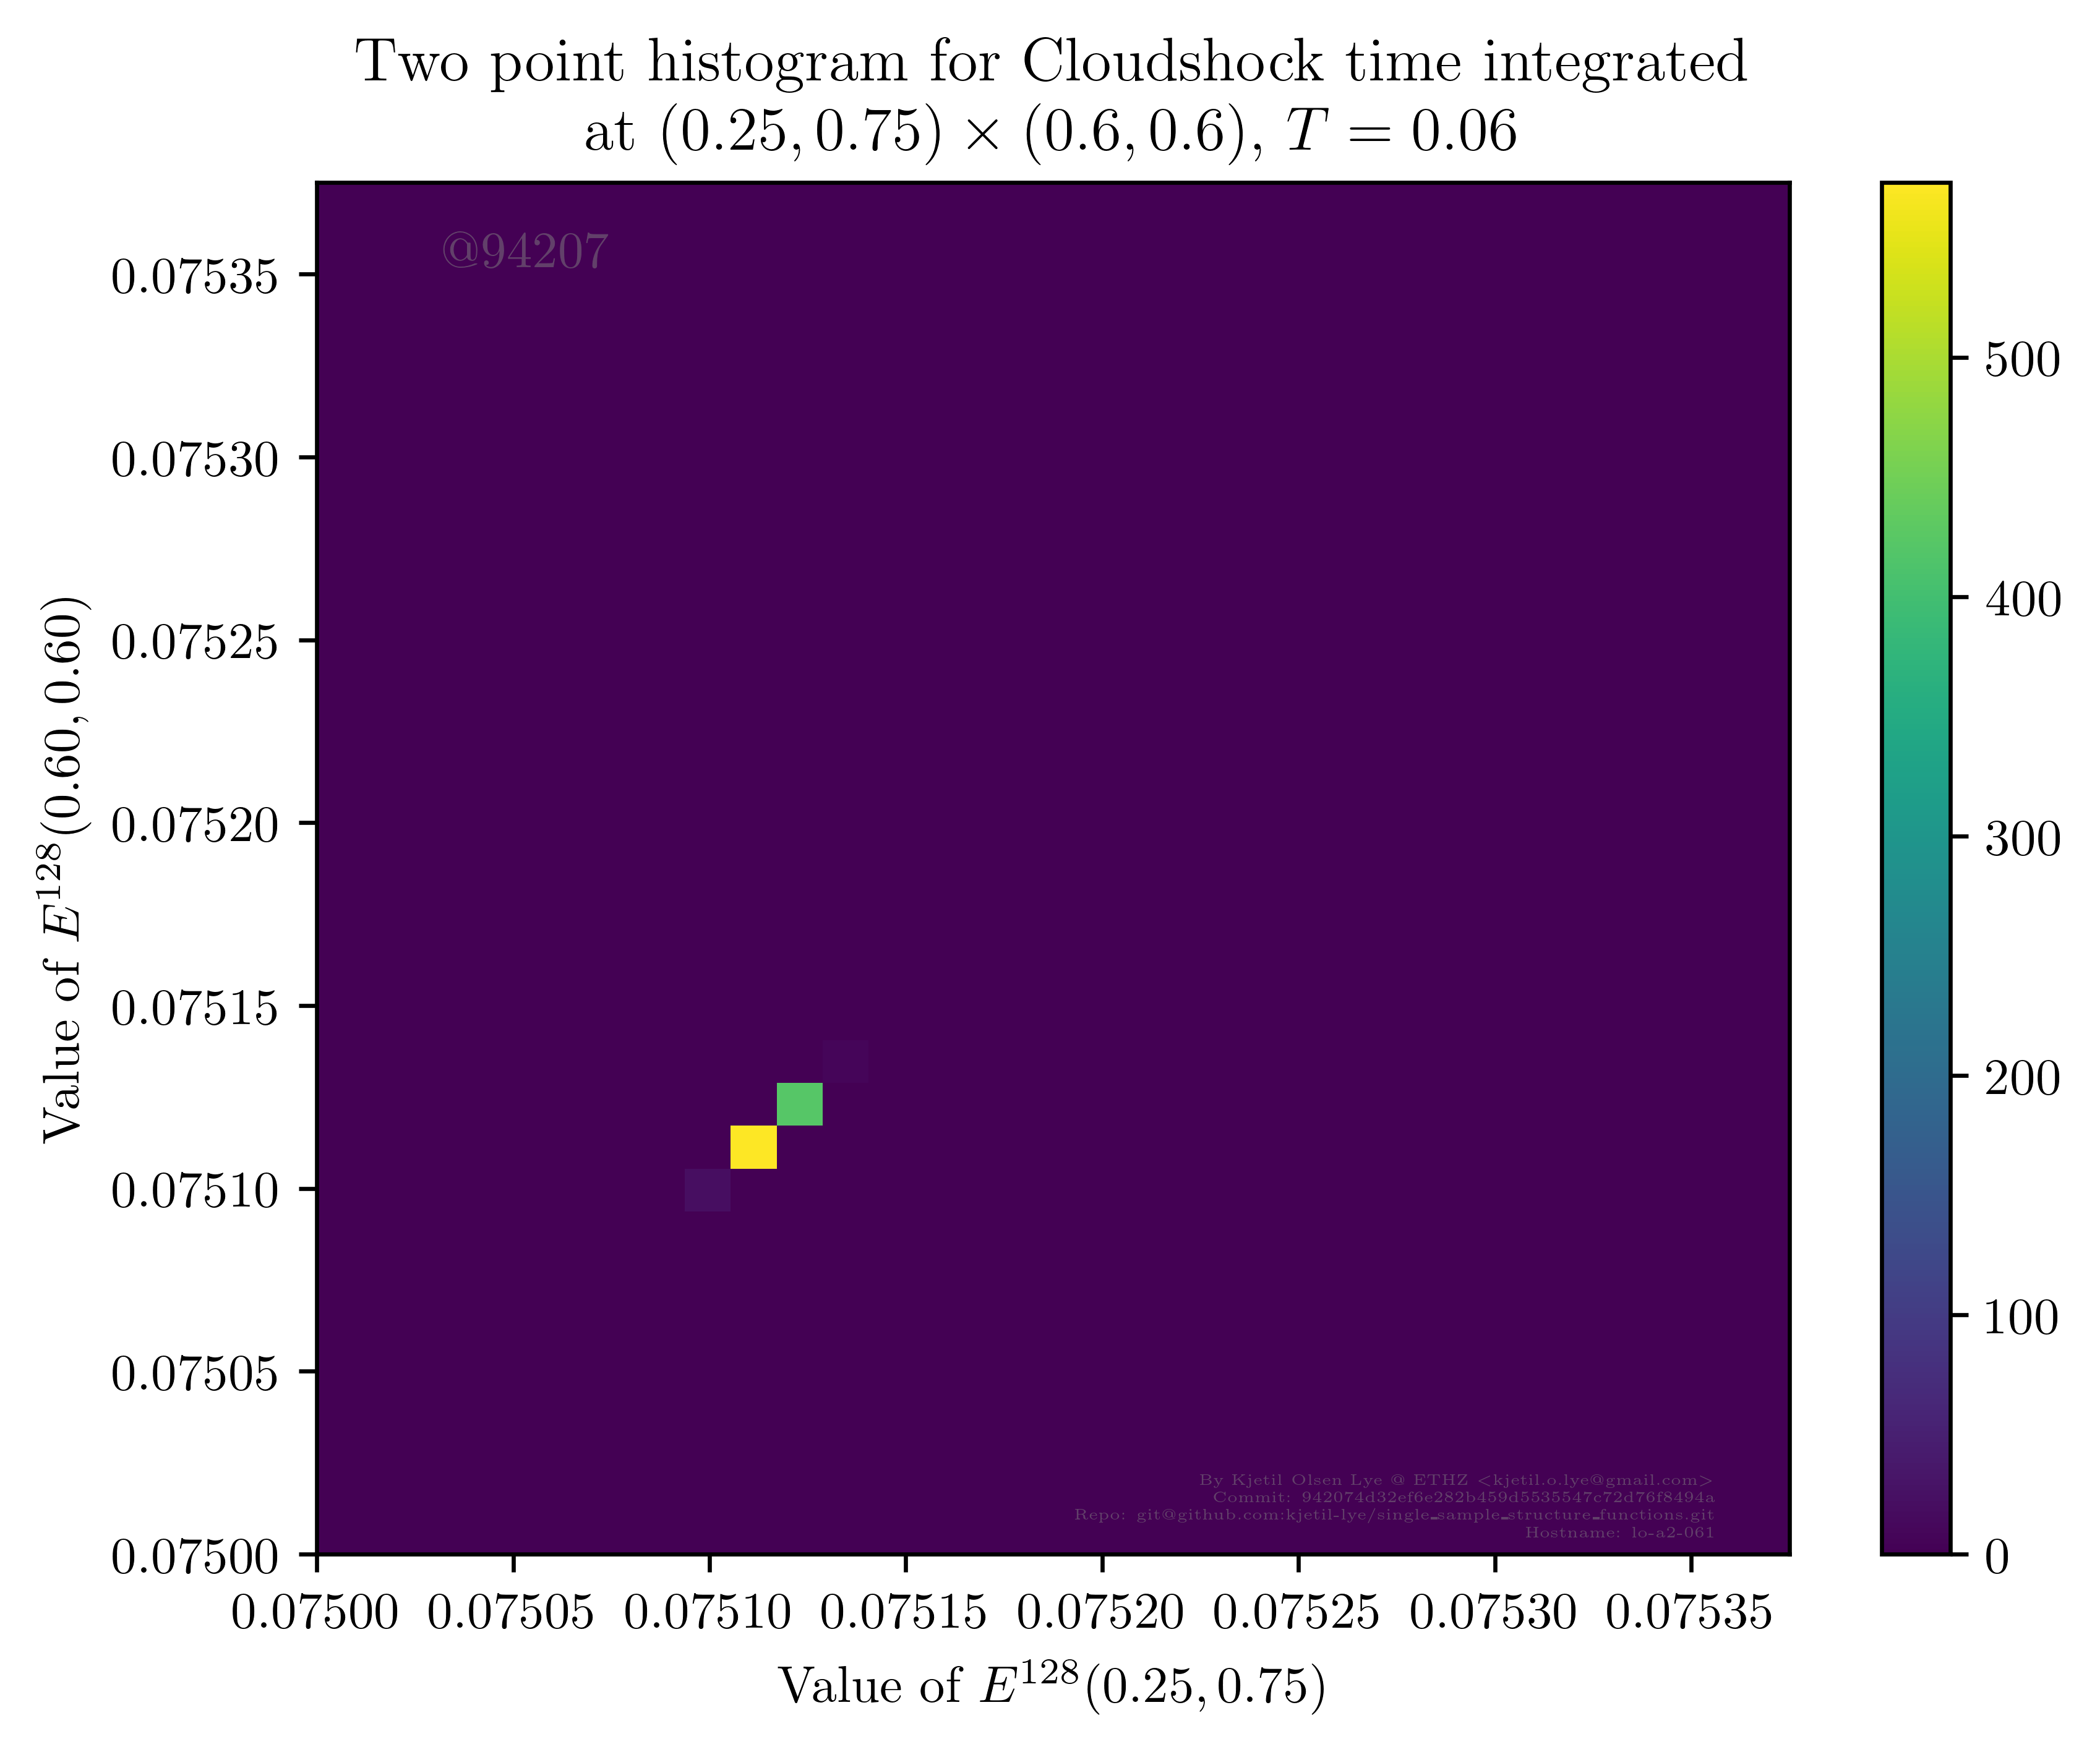 Two point histogram for Cloudshock time integrated
at (0.25, 0.75) × (0.6, 0.6), T = 0.06
@94207
0.07535
0.07530
0.07525
0.07520
0.07515
0.07510
0.07505
0.07500
Value of E^{128}(0.60, 0.60)
500
400
300
200
100
0
By Kjetil Olsen Lye @ ETHZ <kjetil.o.lye@gmail.com>
Commit: 942074d32ef6e282b459d5535547c72d76f8494a
Repo: git@github.com:kjetil-lye/single_sample_structure_functions.git
Hostname: lo-a2-061
0.07500 0.07505 0.07510 0.07515 0.07520 0.07525 0.07530 0.07535
Value of E^{128}(0.25, 0.75)